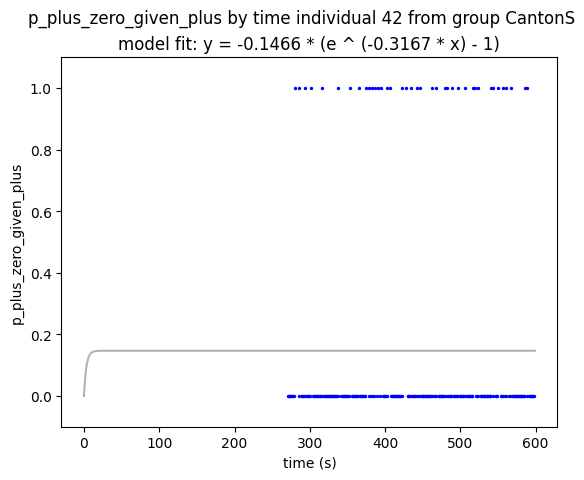 p_plus_zero_given_plus by time individual 42 from group CantonS
model fit: y = -0.1466 * (e ^ (-0.3167 * x) - 1)
1.0
0.8
0.6
0.4
0.2
0.0
p_plus_zero_given_plus
0 100 200 300 400 500 600
time (s)